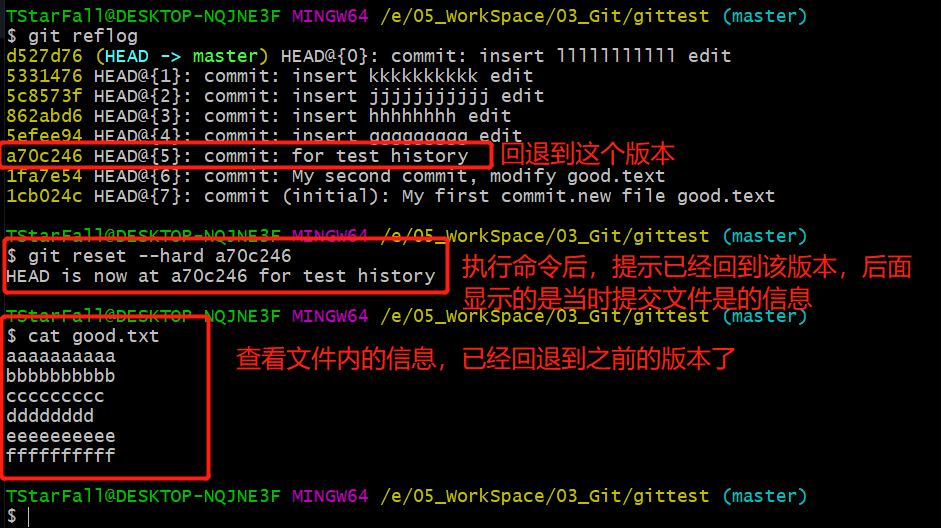 TStarFall@DESKTOP-NQJNE3F MINGW64 /e/05_WorkSpace/03_Git/gittest (master)
$ git reflog
d527d76 (HEAD -> master) HEAD@{0}: commit: insert lllllllllll edit
5331476 HEAD@{1}: commit: insert kkkkkkkkkk edit
5c8573f HEAD@{2}: commit: insert jjjjjjjjjjj edit
862abd6 HEAD@{3}: commit: insert hhhhhhhh edit
5efee94 HEAD@{4}: commit: insert ggggggggg edit
a70c246 HEAD@{5}: commit: for test history 回退到这个版本
1fa7e54 HEAD@{6}: commit: My second commit, modify good.text
1cb024c HEAD@{7}: commit (initial): My first commit.new file good.text
TStarFall@DESKTOP-NQJNE3F MINGW64 /e/05_WorkSpace/03_Git/gittest (master)
$ git reset --hard a70c246
HEAD is now at a70c246 for test history
执行命令后，提示已经回到该版本，后面
显示的是当时提交文件是的信息
TStarFall@DESKTOP-NQJNE3F MINGW64 /e/05_WorkSpace/03_Git/gittest (master)
$ cat good.txt
aaaaaaaaaa
bbbbbbbbbb
ccccccccc
dddddddd
eeeeeeeeee
ffffffffff
查看文件内的信息，已经回退到之前的版本了
TStarFall@DESKTOP-NQJNE3F MINGW64 /e/05_WorkSpace/03_Git/gittest (master)
$